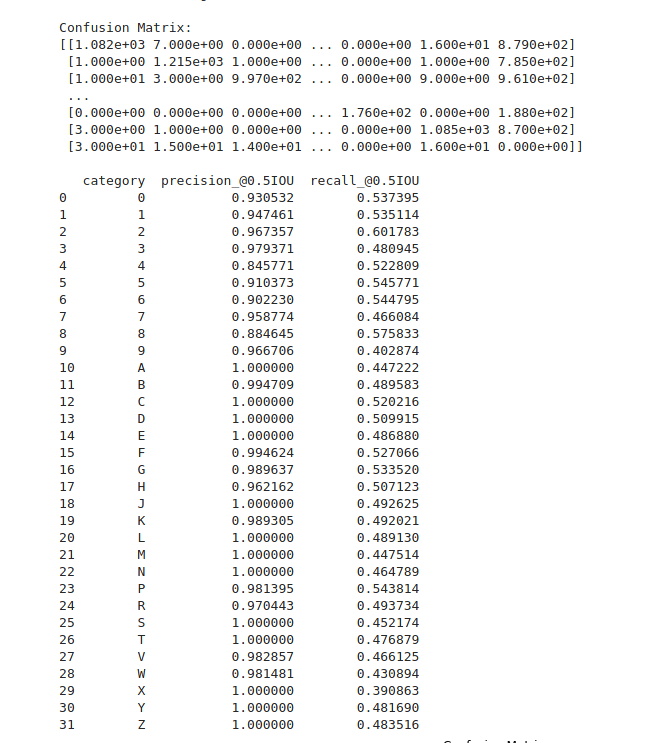 Confusion Matrix:
[[1.082e+03 7.000e+00 0.000e+00 ... 0.000e+00 1.600e+01 8.790e+02]
[1.000e+00 1.215e+03 1.000e+00 ... 0.000e+00 1.000e+00 7.850e+02]
[1.000e+01 3.000e+00 9.970e+02 ... 0.000e+00 9.000e+00 9.610e+02]
...
[0.000e+00 0.000e+00 0.000e+00 ... 1.760e+02 0.000e+00 1.880e+02]
[3.000e+00 1.000e+00 0.000e+00 ... 0.000e+00 1.085e+03 8.700e+02]
[3.000e+01 1.500e+01 1.400e+01 ... 0.000e+00 1.600e+01 0.000e+00]]
category precision_@0.5IOU recall_@0.5IOU
0 0 0.930532 0.537395
1 1 0.947461 0.535114
2 2 0.967357 0.601783
3 3 0.979371 0.480945
4 4 0.845771 0.522809
5 5 0.910373 0.545771
6 6 0.902230 0.544795
7 7 0.958774 0.466084
8 8 0.884645 0.575833
9 9 0.966706 0.402874
10 A 1.000000 0.447222
11 B 0.994709 0.489583
12 C 1.000000 0.520216
13 D 1.000000 0.509915
14 E 1.000000 0.486880
15 F 0.994624 0.527066
16 G 0.989637 0.533520
17 H 0.962162 0.507123
18 J 1.000000 0.492625
19 K 0.989305 0.492021
20 L 1.000000 0.489130
21 M 1.000000 0.447514
22 N 1.000000 0.464789
23 P 0.981395 0.543814
24 R 0.970443 0.493734
25 S 1.000000 0.452174
26 T 1.000000 0.476879
27 V 0.982857 0.466125
28 W 0.981481 0.430894
29 X 1.000000 0.390863
30 Y 1.000000 0.481690
31 Z 1.000000 0.483516